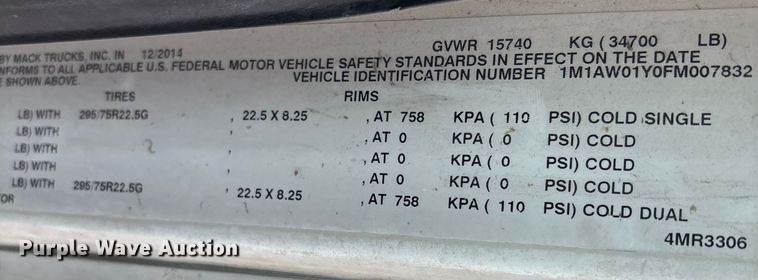 BY MACK TRUCKS, INC. IN 12/2014 GVWR 15740 KG ( 34700 LB)
NFORMS TO ALL APPLICABLE U.S. FEDERAL MOTOR VEHICLE SAFETY STANDARDS IN EFFECT ON THE DATE
E SHOWN ABOVE. VEHICLE IDENTIFICATION NUMBER 1M1AW01Y0FM007832
TIRES RIMS
LB) WITH 295/75R22.5G , 22.5 X 8.25 , AT 758 KPA ( 110 PSI) COLD SINGLE
LB) WITH , , AT 0 KPA ( 0 PSI) COLD
LB) WITH , , AT 0 KPA ( 0 PSI) COLD
LB) WITH , , AT 0 KPA ( 0 PSI) COLD
LB) WITH 295/75R22.5G , 22.5 X 8.25 , AT 758 KPA ( 110 PSI) COLD DUAL
TOR 4MR3306
Purple Wave Auction